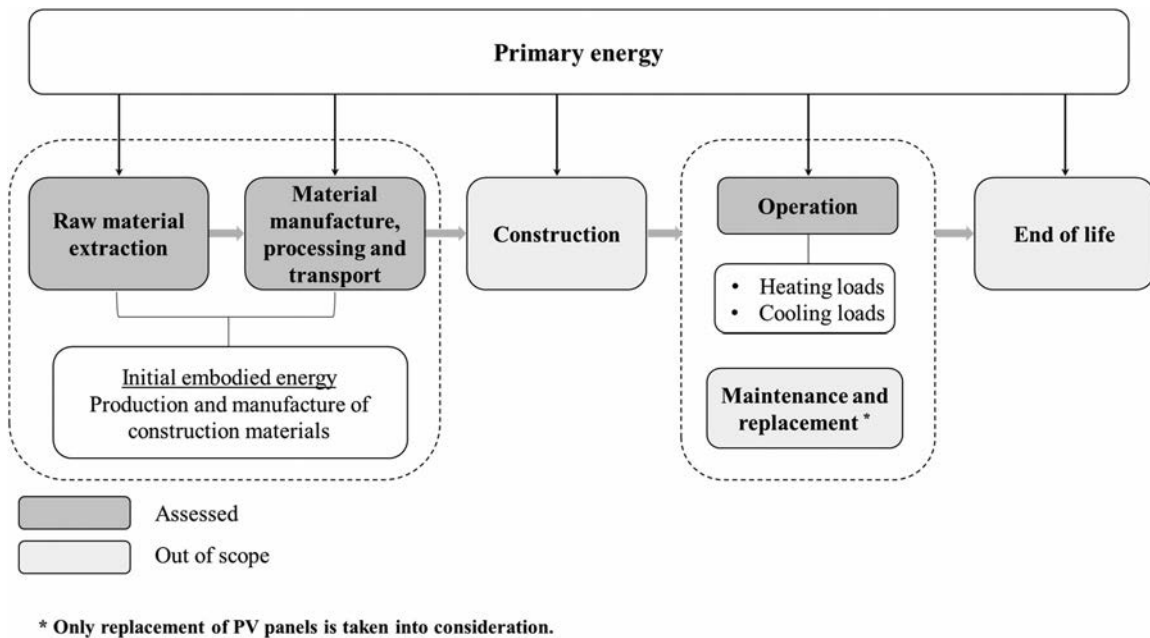 Primary energy
Raw material
extraction
Material
manufacture,
processing and
transport
Construction
Operation
End of life
• Heating loads
• Cooling loads
Initial embodied energy
Production and manufacture of
construction materials
Maintenance and
replacement *
Assessed
Out of scope
* Only replacement of PV panels is taken into consideration.